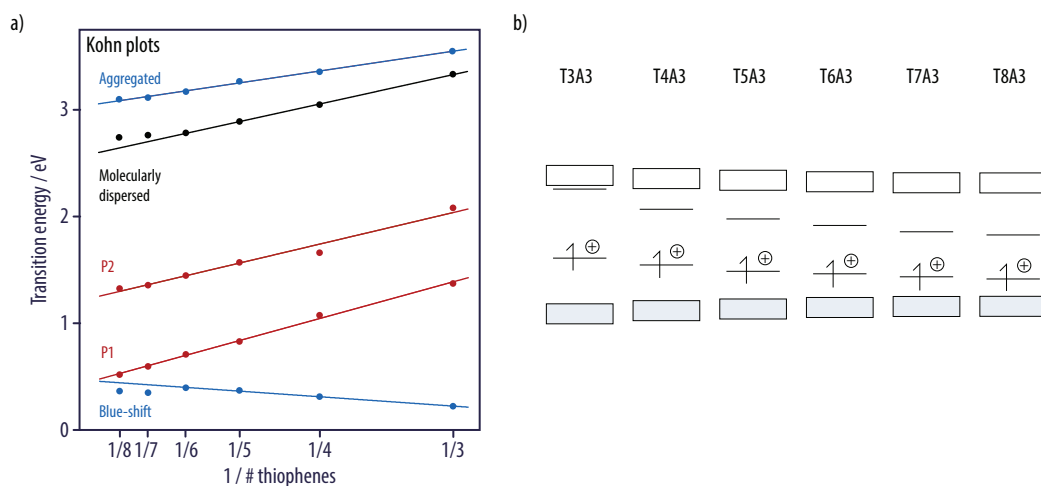 a)
Kohn plots
Aggregated
Molecularly
dispersed
P2
P1
Blue-shift
Transition energy / eV
3
2
1
0
1/8 1/7 1/6 1/5 1/4 1/3
1 / # thiophenes
b)
T3A3 T4A3 T5A3 T6A3 T7A3 T8A3